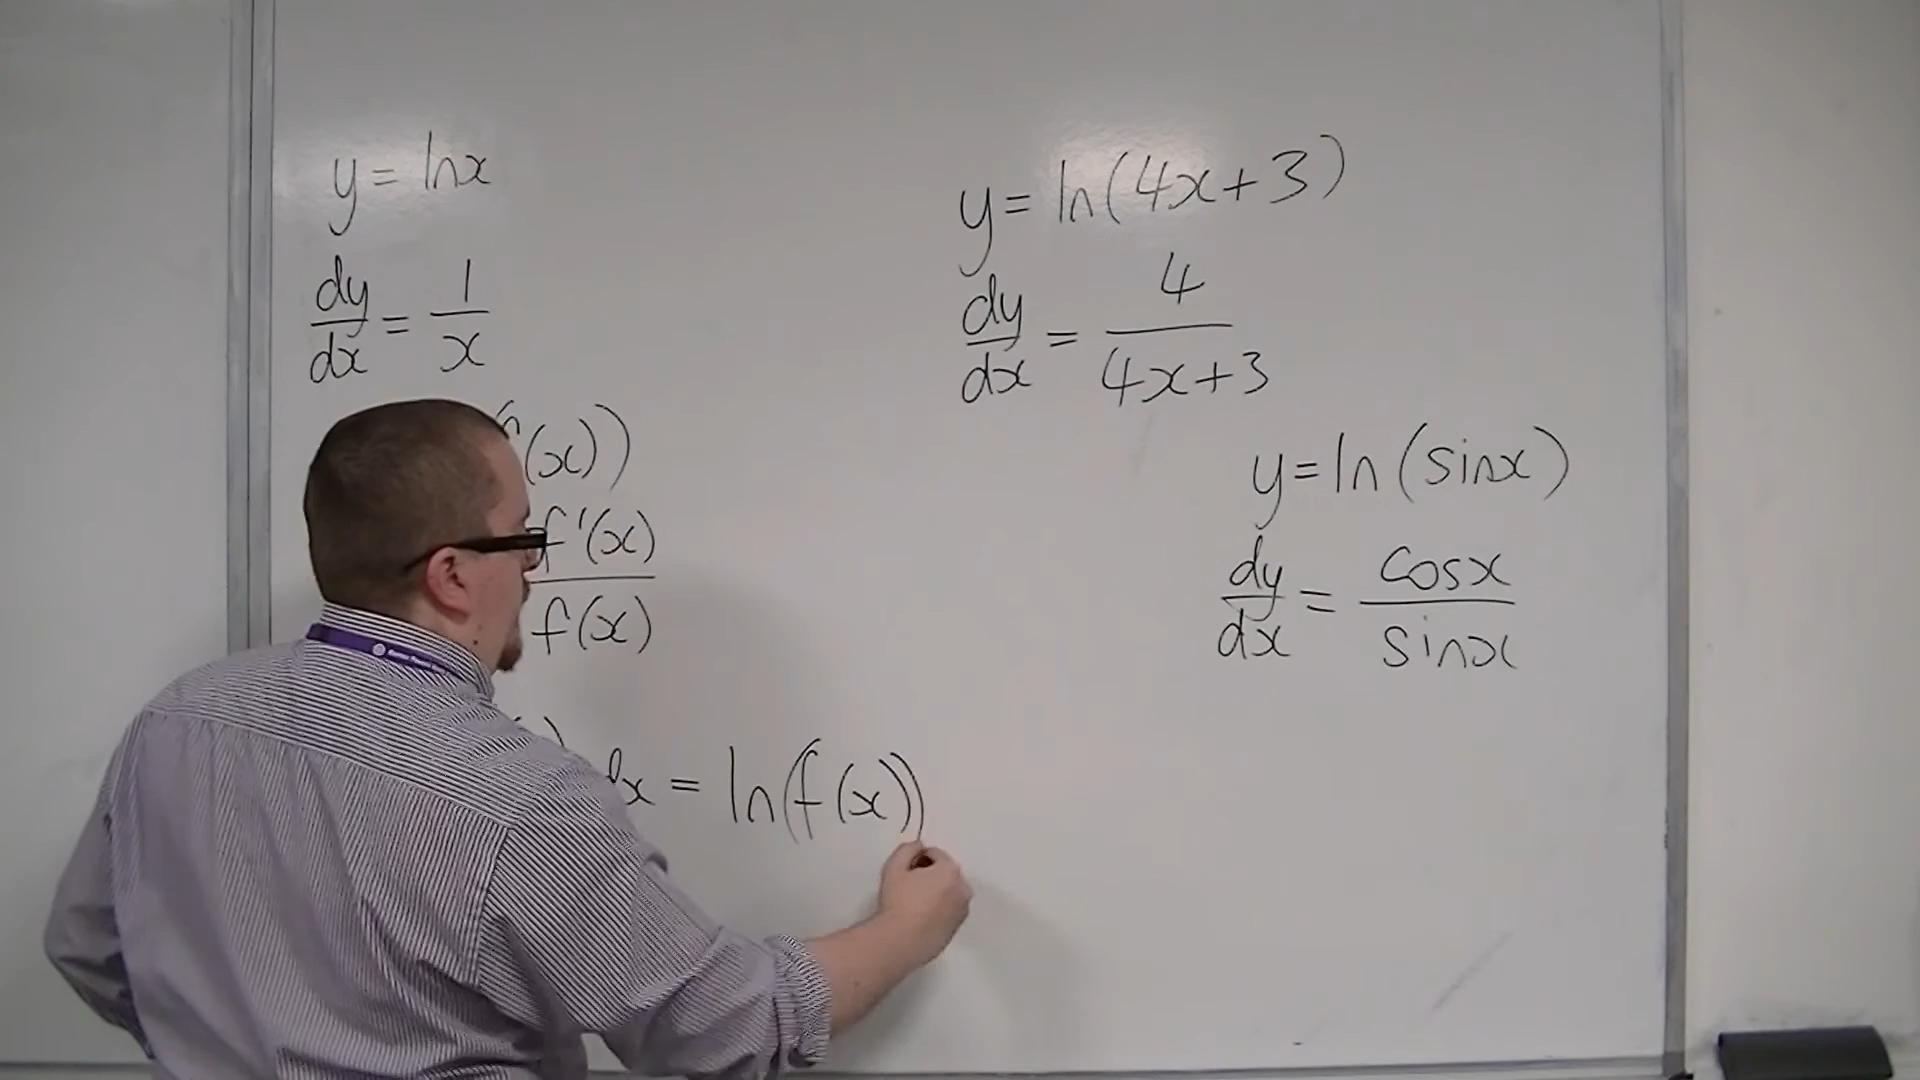 y = lnx
dy/dx = 1/x
f(x))
f'(x)/f(x)
dx = ln(f(x))
y = ln(4x+3)
dy/dx = 4/(4x+3)
y = ln(sinx)
dy/dx = cosx/sinx